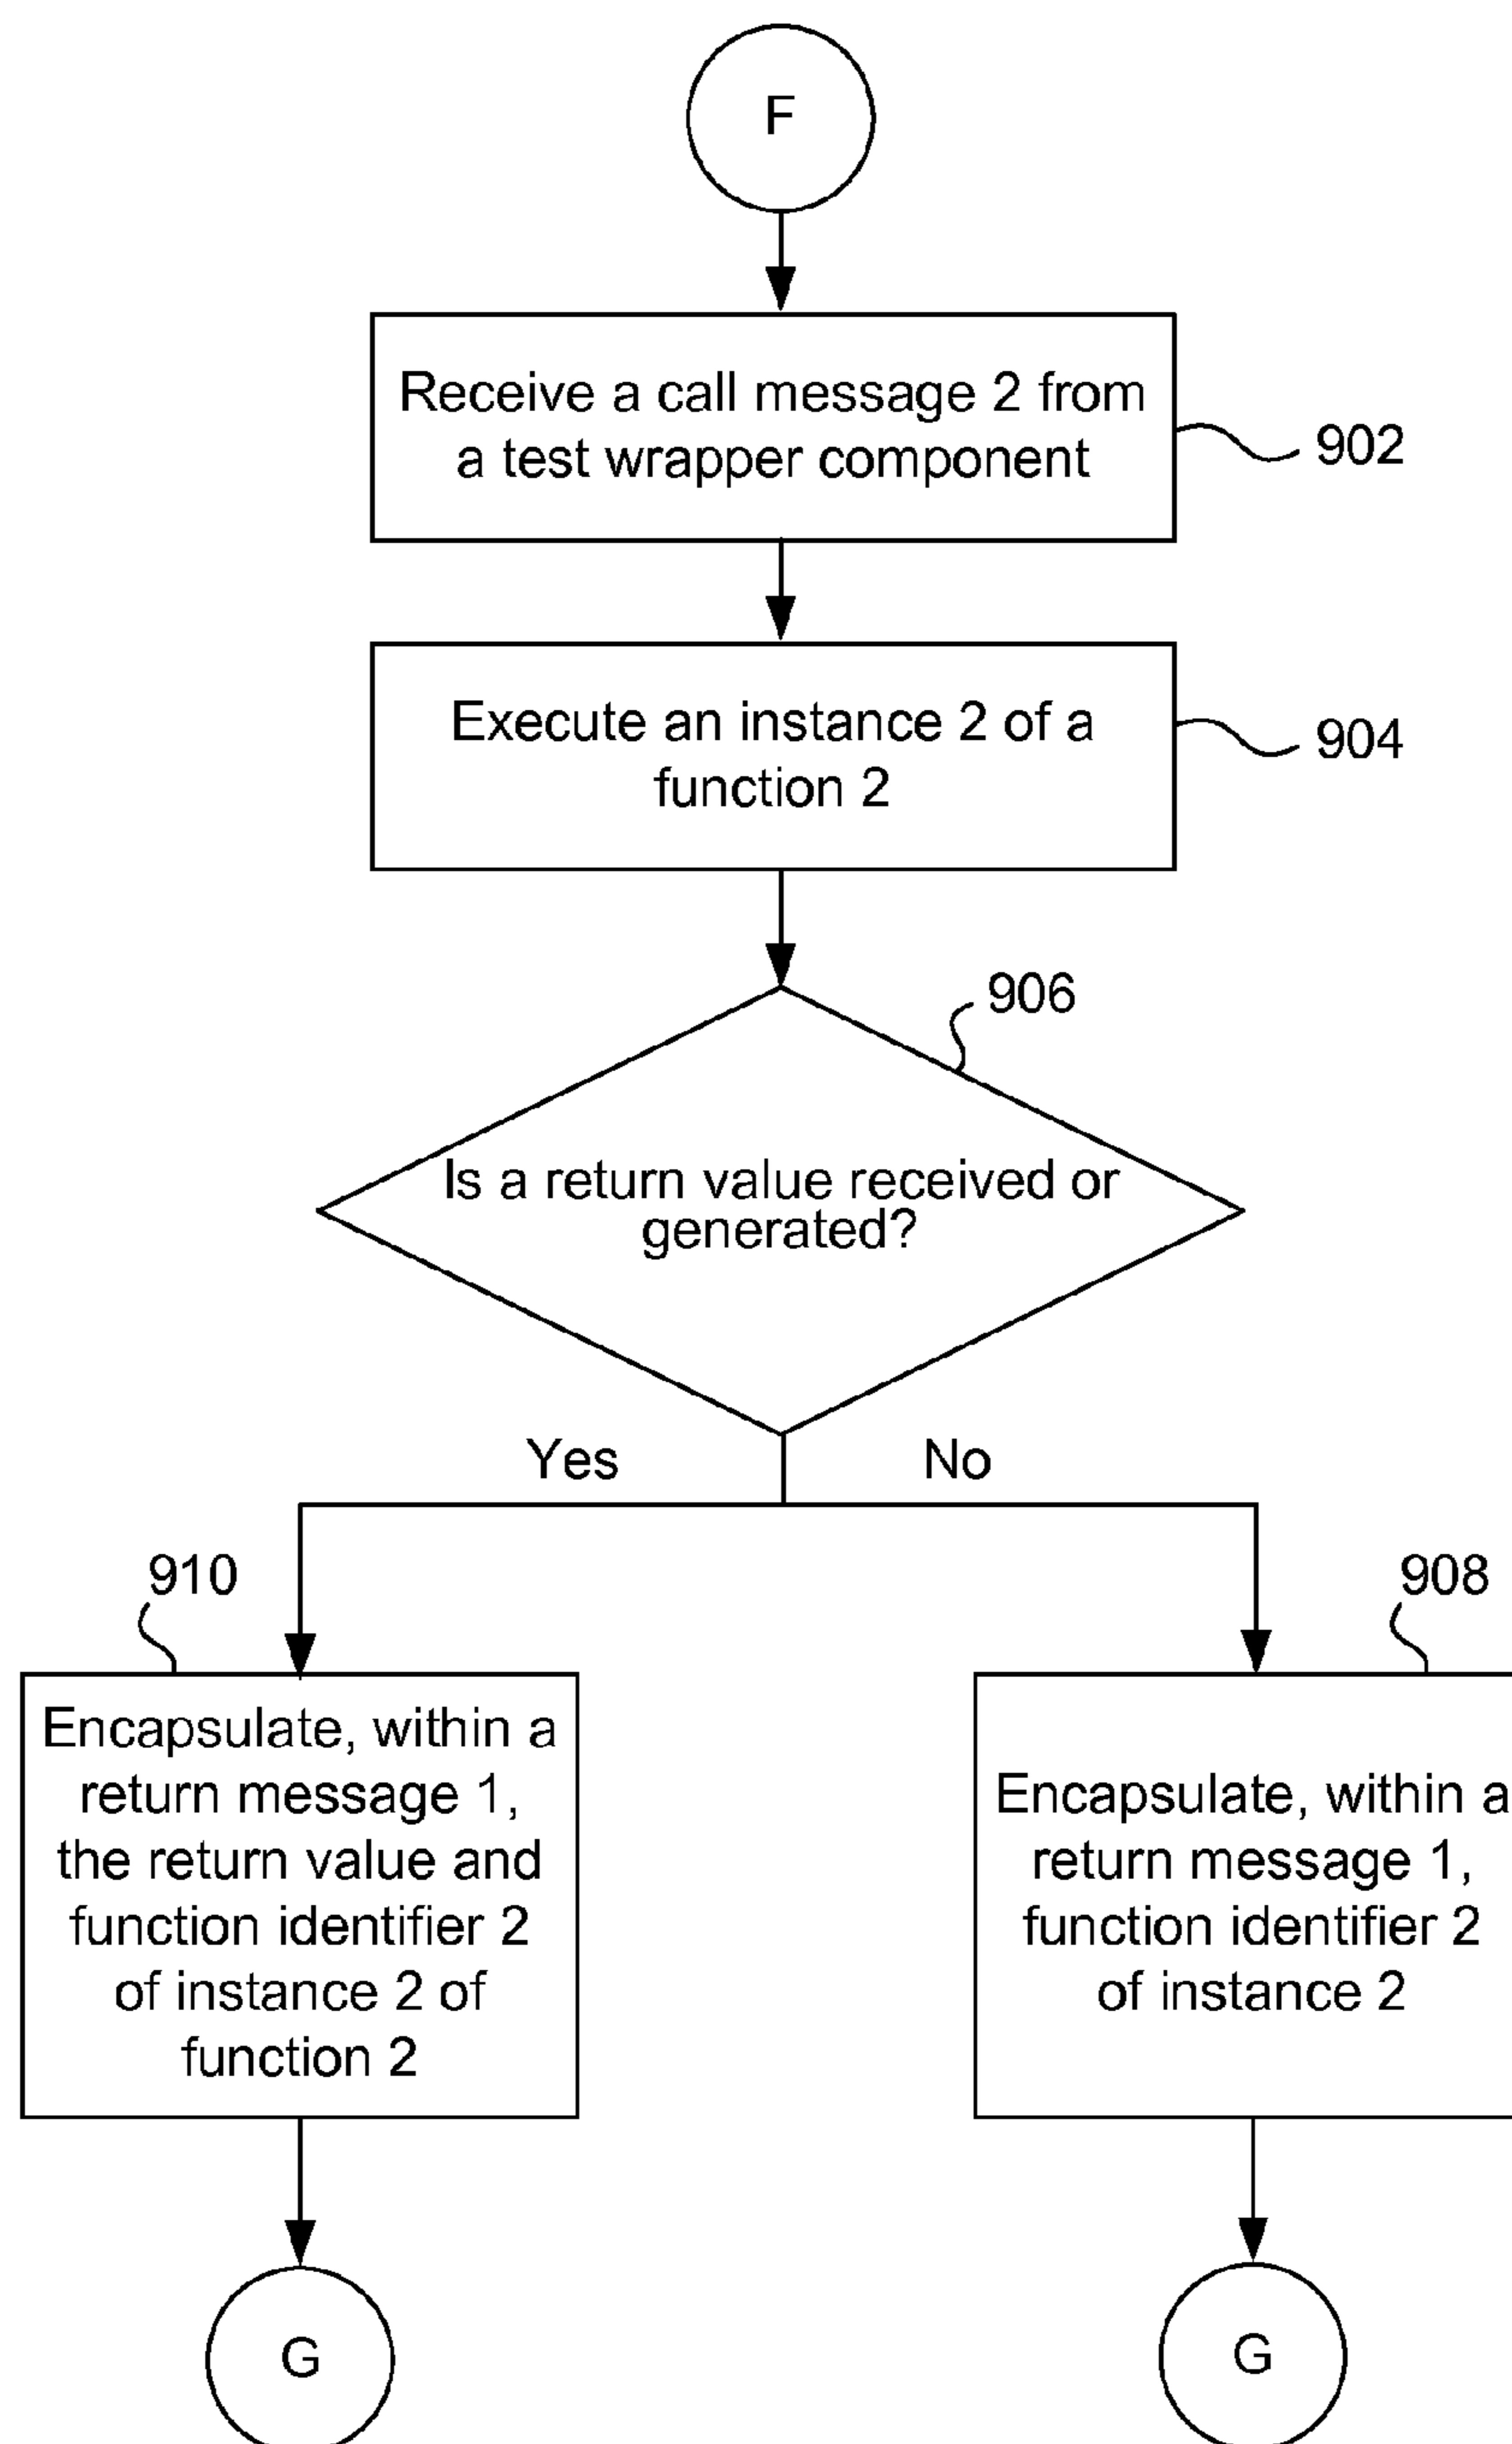 F
Receive a call message 2 from
a test wrapper component
902
Execute an instance 2 of a
function 2
904
906
Is a return value received or
generated?
Yes
No
910
908
Encapsulate, within a
return message 1,
the return value and
function identifier 2
of instance 2 of
function 2
Encapsulate, within a
return message 1,
function identifier 2
of instance 2
G
G